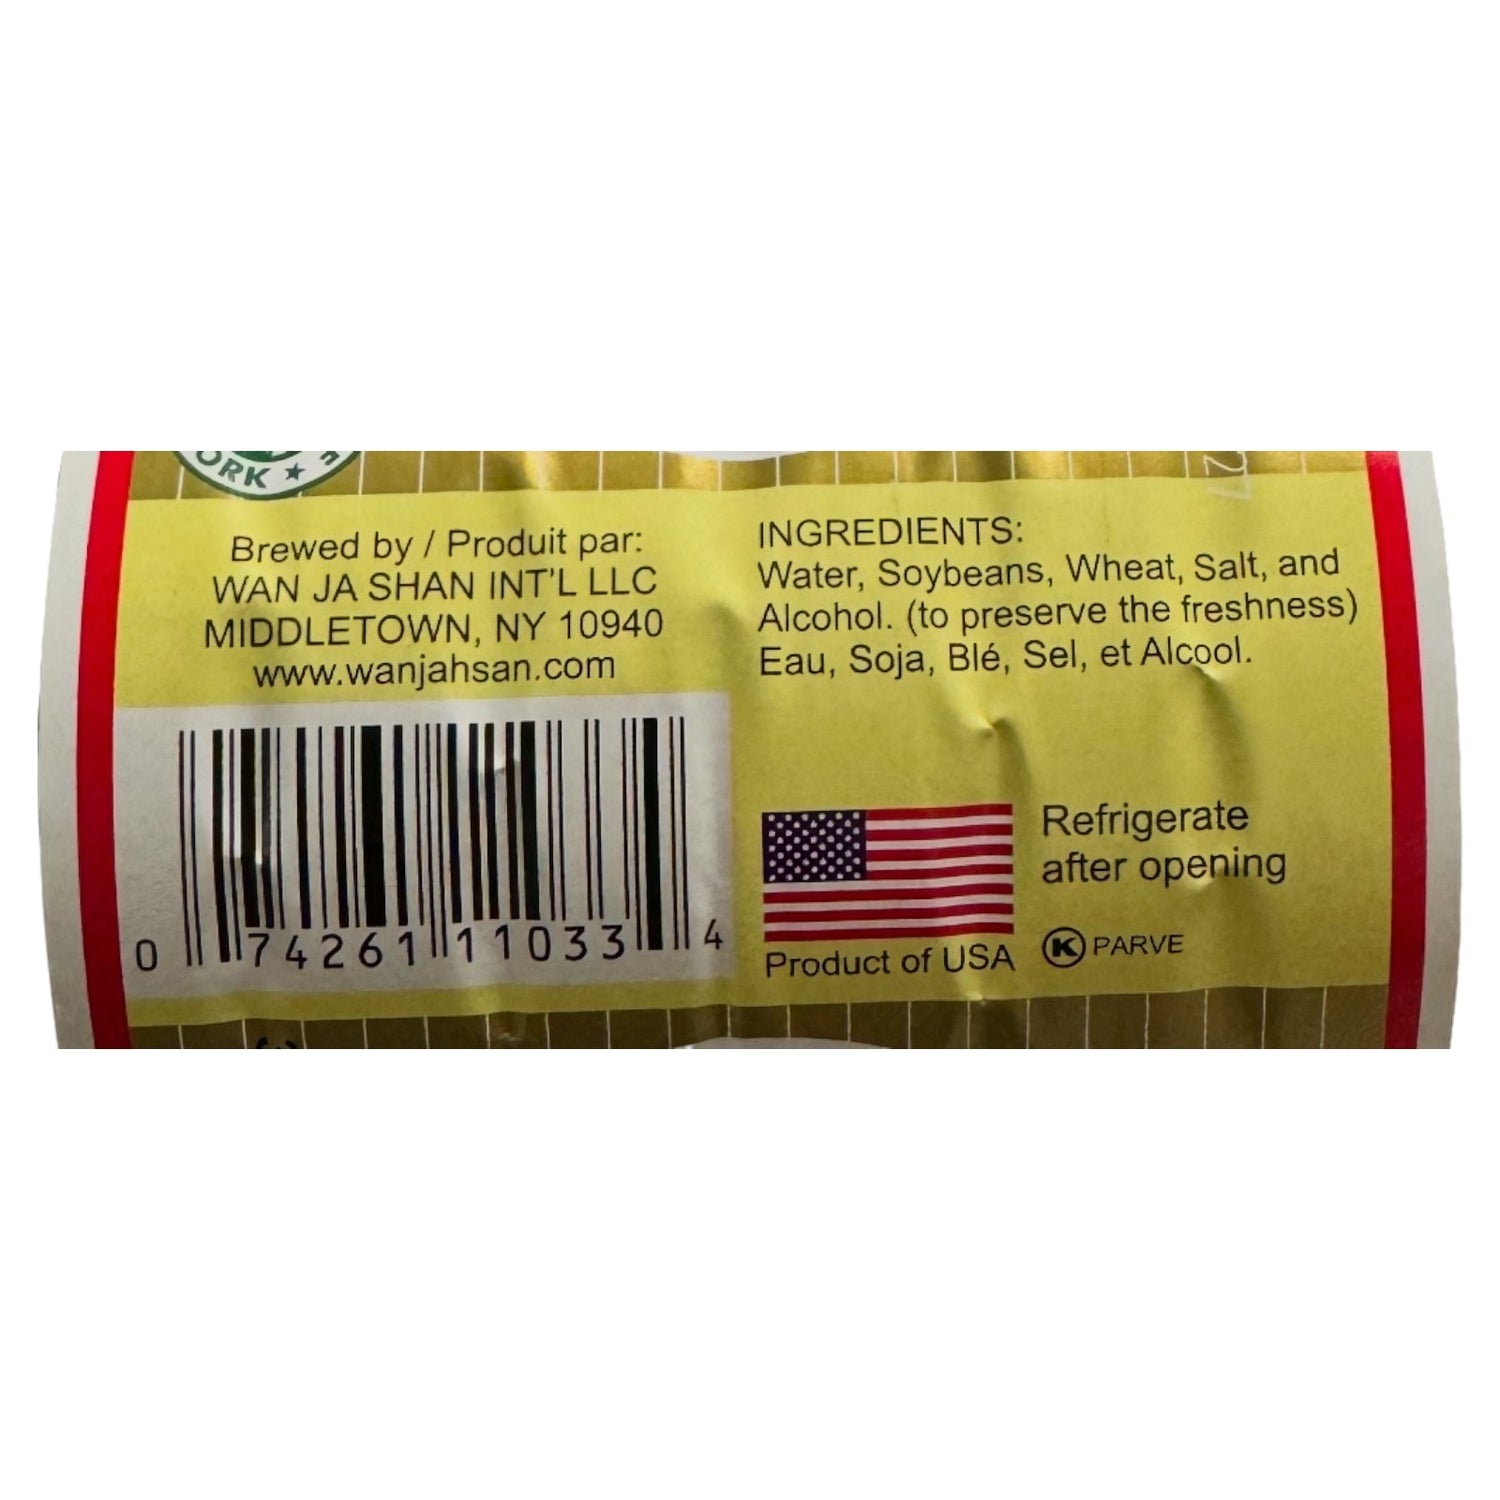 ORK ★
Brewed by / Produit par:
WAN JA SHAN INT'L LLC
MIDDLETOWN, NY 10940
www.wanjahsan.com
0 74261 11033 4
INGREDIENTS:
Water, Soybeans, Wheat, Salt, and
Alcohol. (to preserve the freshness)
Eau, Soja, Blé, Sel, et Alcool.
Product of USA
Refrigerate
after opening
K PARVE